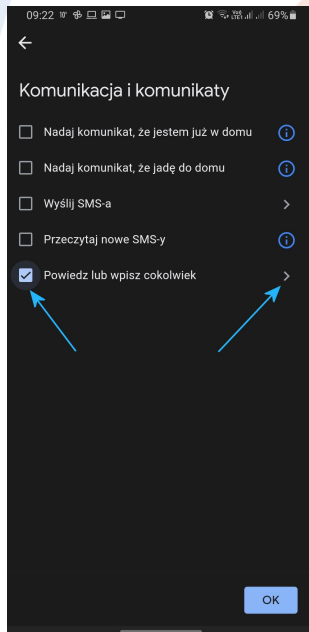 09:22 69%
Komunikacja i komunikaty
Nadaj komunikat, że jestem już w domu
Nadaj komunikat, że jadę do domu
Wyślij SMS-a
Przeczytaj nowe SMS-y
Powiedz lub wpisz cokolwiek
OK